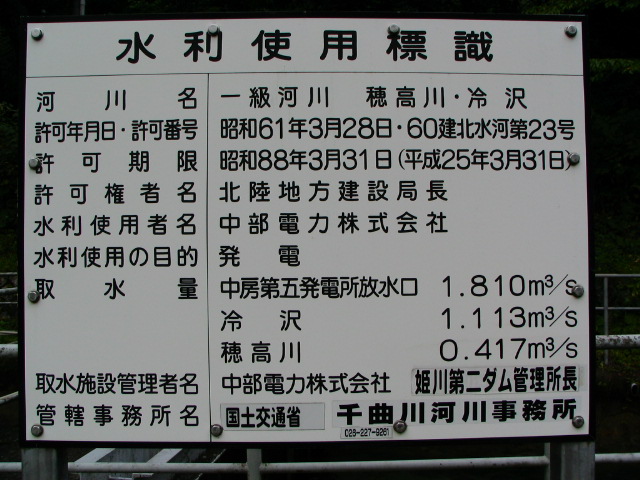 水利使用標識
河川名 一級河川 穂高川・冷沢
許可年月日・許可番号 昭和61年3月28日・60建北水河第23号
許可期限 昭和88年3月31日(平成25年3月31日)
許可権者名 北陸地方建設局長
水利使用者名 中部電力株式会社
水利使用の目的 発電
取水量 中房第五発電所放水口 1.810m³/s
冷沢 1.113m³/s
穂高川 0.417m³/s
取水施設管理者名 中部電力株式会社 姫川第二ダム管理所長
管轄事務所名 国土交通省 千曲川河川事務所
026-227-9261